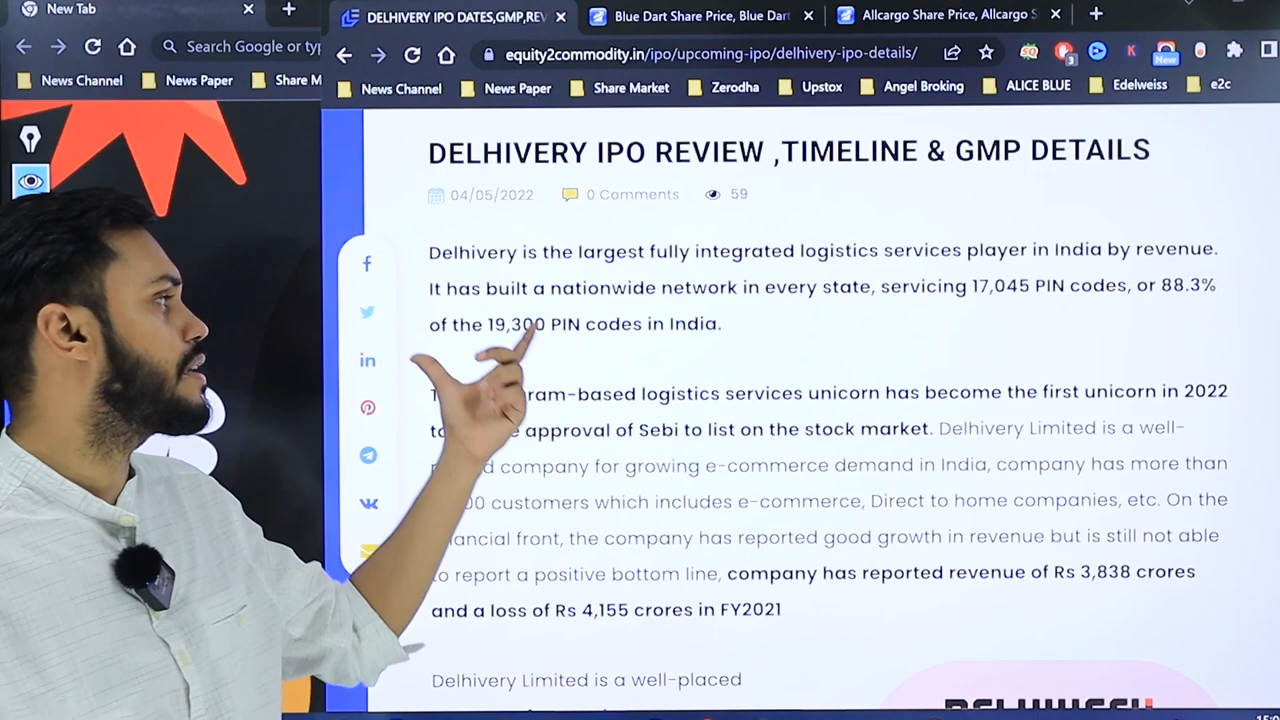 New Tab
Search Google or ty
News Channel
News Paper
Share M
DELHIVERY IPO DATES,GMP,REV
Blue Dart Share Price, Blue Dart
Allcargo Share Price, Allcargo S
equity2commodity.in/ipo/upcoming-ipo/delhivery-ipo-details/
SQ
3
K
New
News Channel
News Paper
Share Market
Zerodha
Upstox
Angel Broking
ALICE BLUE
Edelweiss
e2c
DELHIVERY IPO REVIEW ,TIMELINE & GMP DETAILS
04/05/2022
0 Comments
59
Delhivery is the largest fully integrated logistics services player in India by revenue.
It has built a nationwide network in every state, servicing 17,045 PIN codes, or 88.3%
of the 19,300 PIN codes in India.
ram-based logistics services unicorn has become the first unicorn in 2022
approval of Sebi to list on the stock market. Delhivery Limited is a well-
company for growing e-commerce demand in India, company has more than
00 customers which includes e-commerce, Direct to home companies, etc. On the
ancial front, the company has reported good growth in revenue but is still not able
to report a positive bottom line, company has reported revenue of Rs 3,838 crores
and a loss of Rs 4,155 crores in FY2021
Delhivery Limited is a well-placed